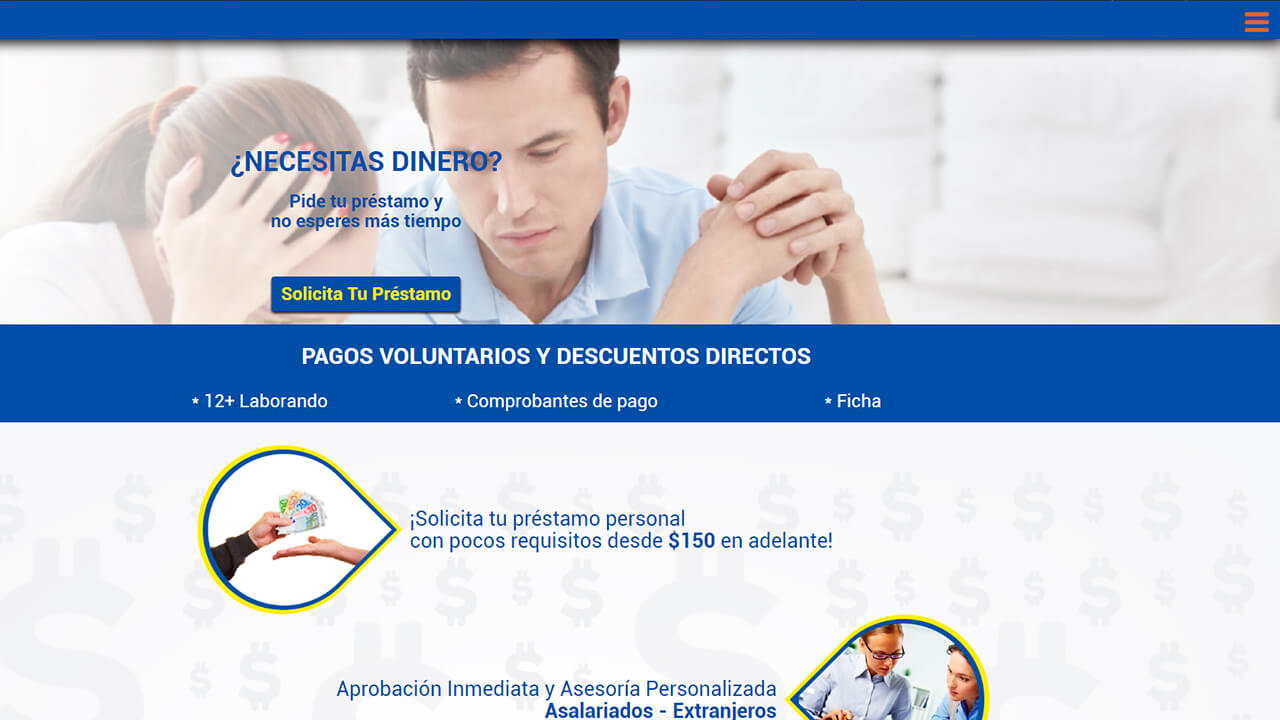 ¿NECESITAS DINERO?
Pide tu préstamo y
no esperes más tiempo
Solicita Tu Préstamo
PAGOS VOLUNTARIOS Y DESCUENTOS DIRECTOS
* 12+ Laborando
* Comprobantes de pago
* Ficha
¡Solicita tu préstamo personal
con pocos requisitos desde $150 en adelante!
Aprobación Inmediata y Asesoría Personalizada
Asalariados - Extranjeros